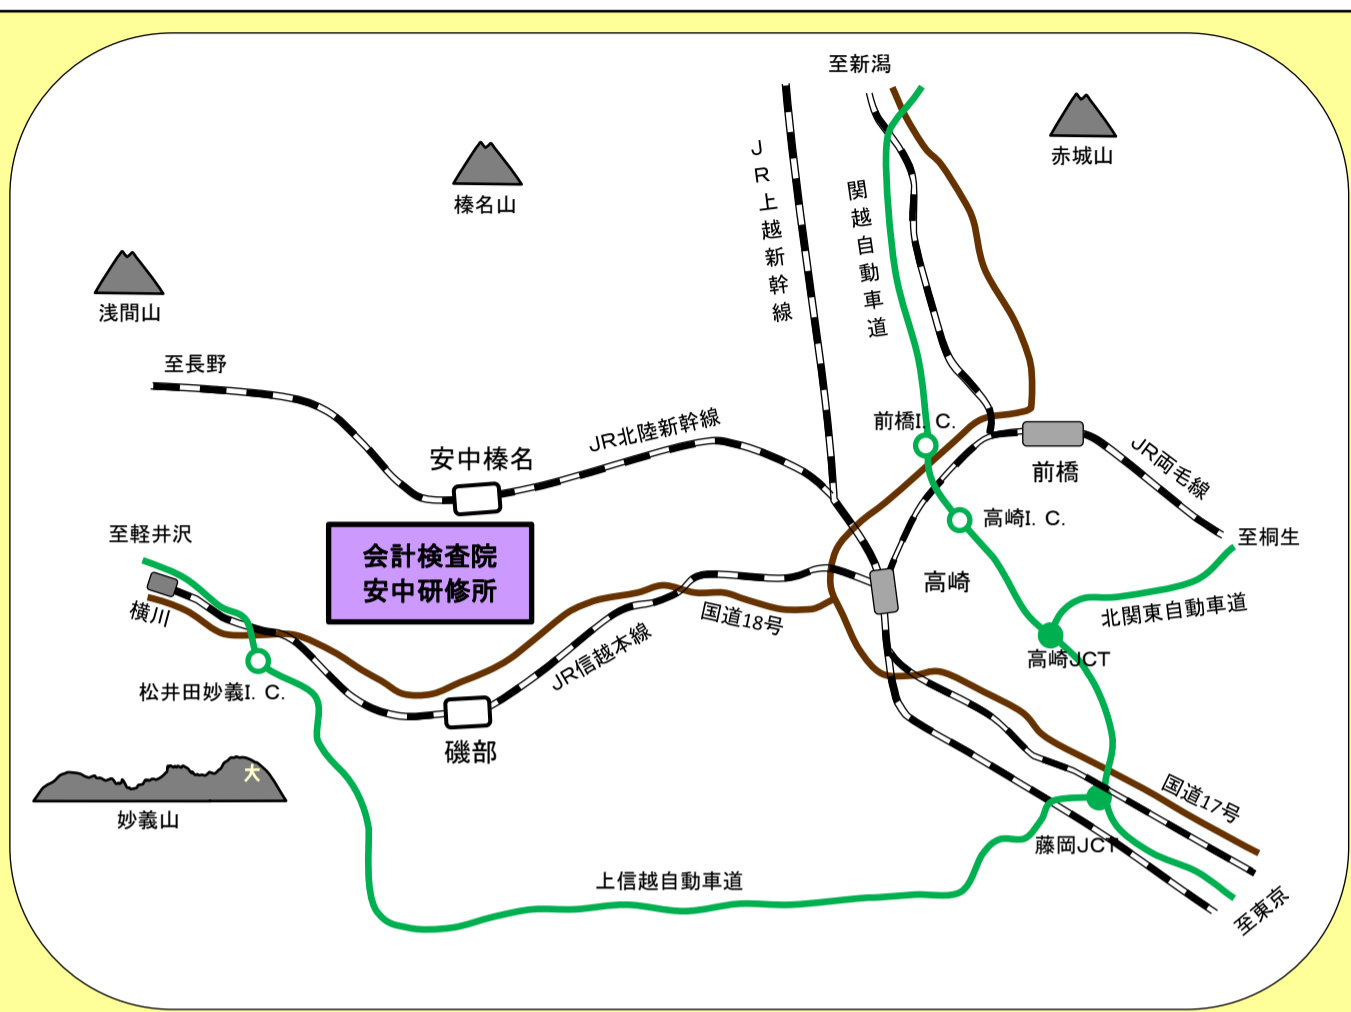 至新潟
赤城山
榛名山
JR上越新幹線
関越自動車道
浅間山
至長野
JR北陸新幹線
前橋I. C.
安中榛名
前橋
JR両毛線
高崎I. C.
至桐生
至軽井沢
会計検査院
安中研修所
高崎
横川
国道18号
北関東自動車道
JR信越本線
高崎JCT
松井田妙義I. C.
磯部
大
妙義山
国道17号
藤岡JCT
上信越自動車道
至東京